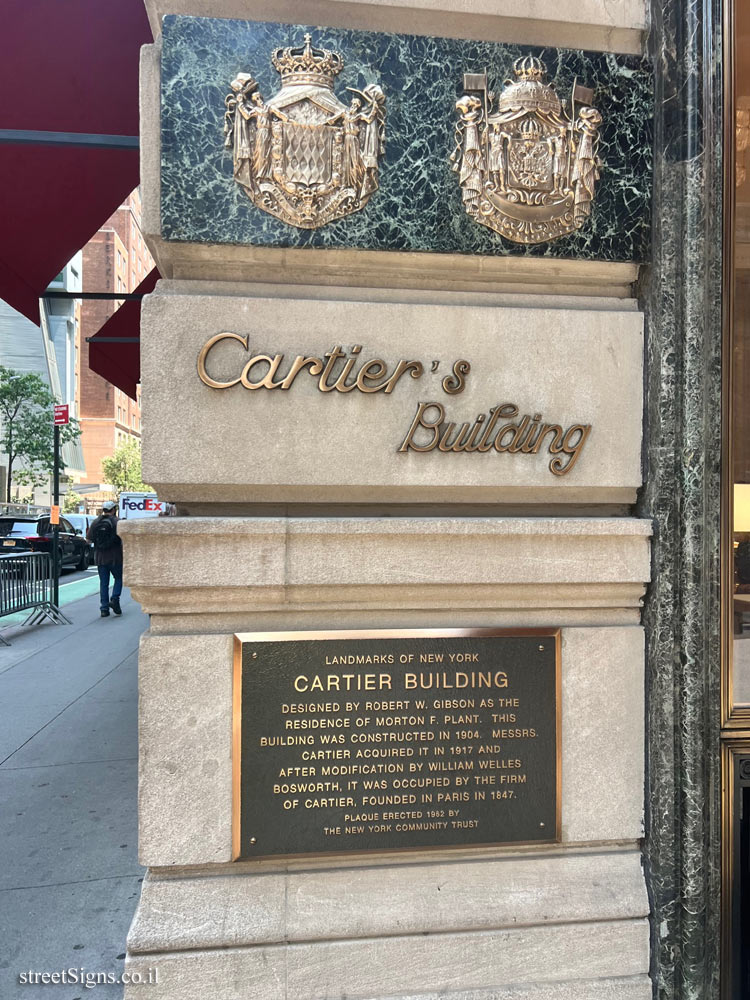 Cartier's
Building
FedEx
LANDMARKS OF NEW YORK
CARTIER BUILDING
DESIGNED BY ROBERT W. GIBSON AS THE
RESIDENCE OF MORTON F. PLANT. THIS
BUILDING WAS CONSTRUCTED IN 1904. MESSRS.
CARTIER ACQUIRED IT IN 1917 AND
AFTER MODIFICATION BY WILLIAM WELLES
BOSWORTH, IT WAS OCCUPIED BY THE FIRM
OF CARTIER, FOUNDED IN PARIS IN 1847.
PLAQUE ERECTED 1962 BY
THE NEW YORK COMMUNITY TRUST
streetSigns.co.il